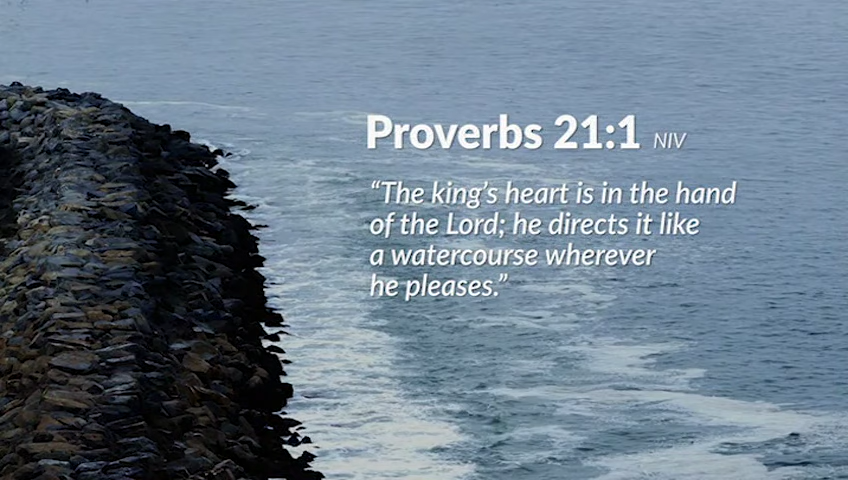 Proverbs 21:1 NIV
“The king’s heart is in the hand
of the Lord; he directs it like
a watercourse wherever
he pleases.”